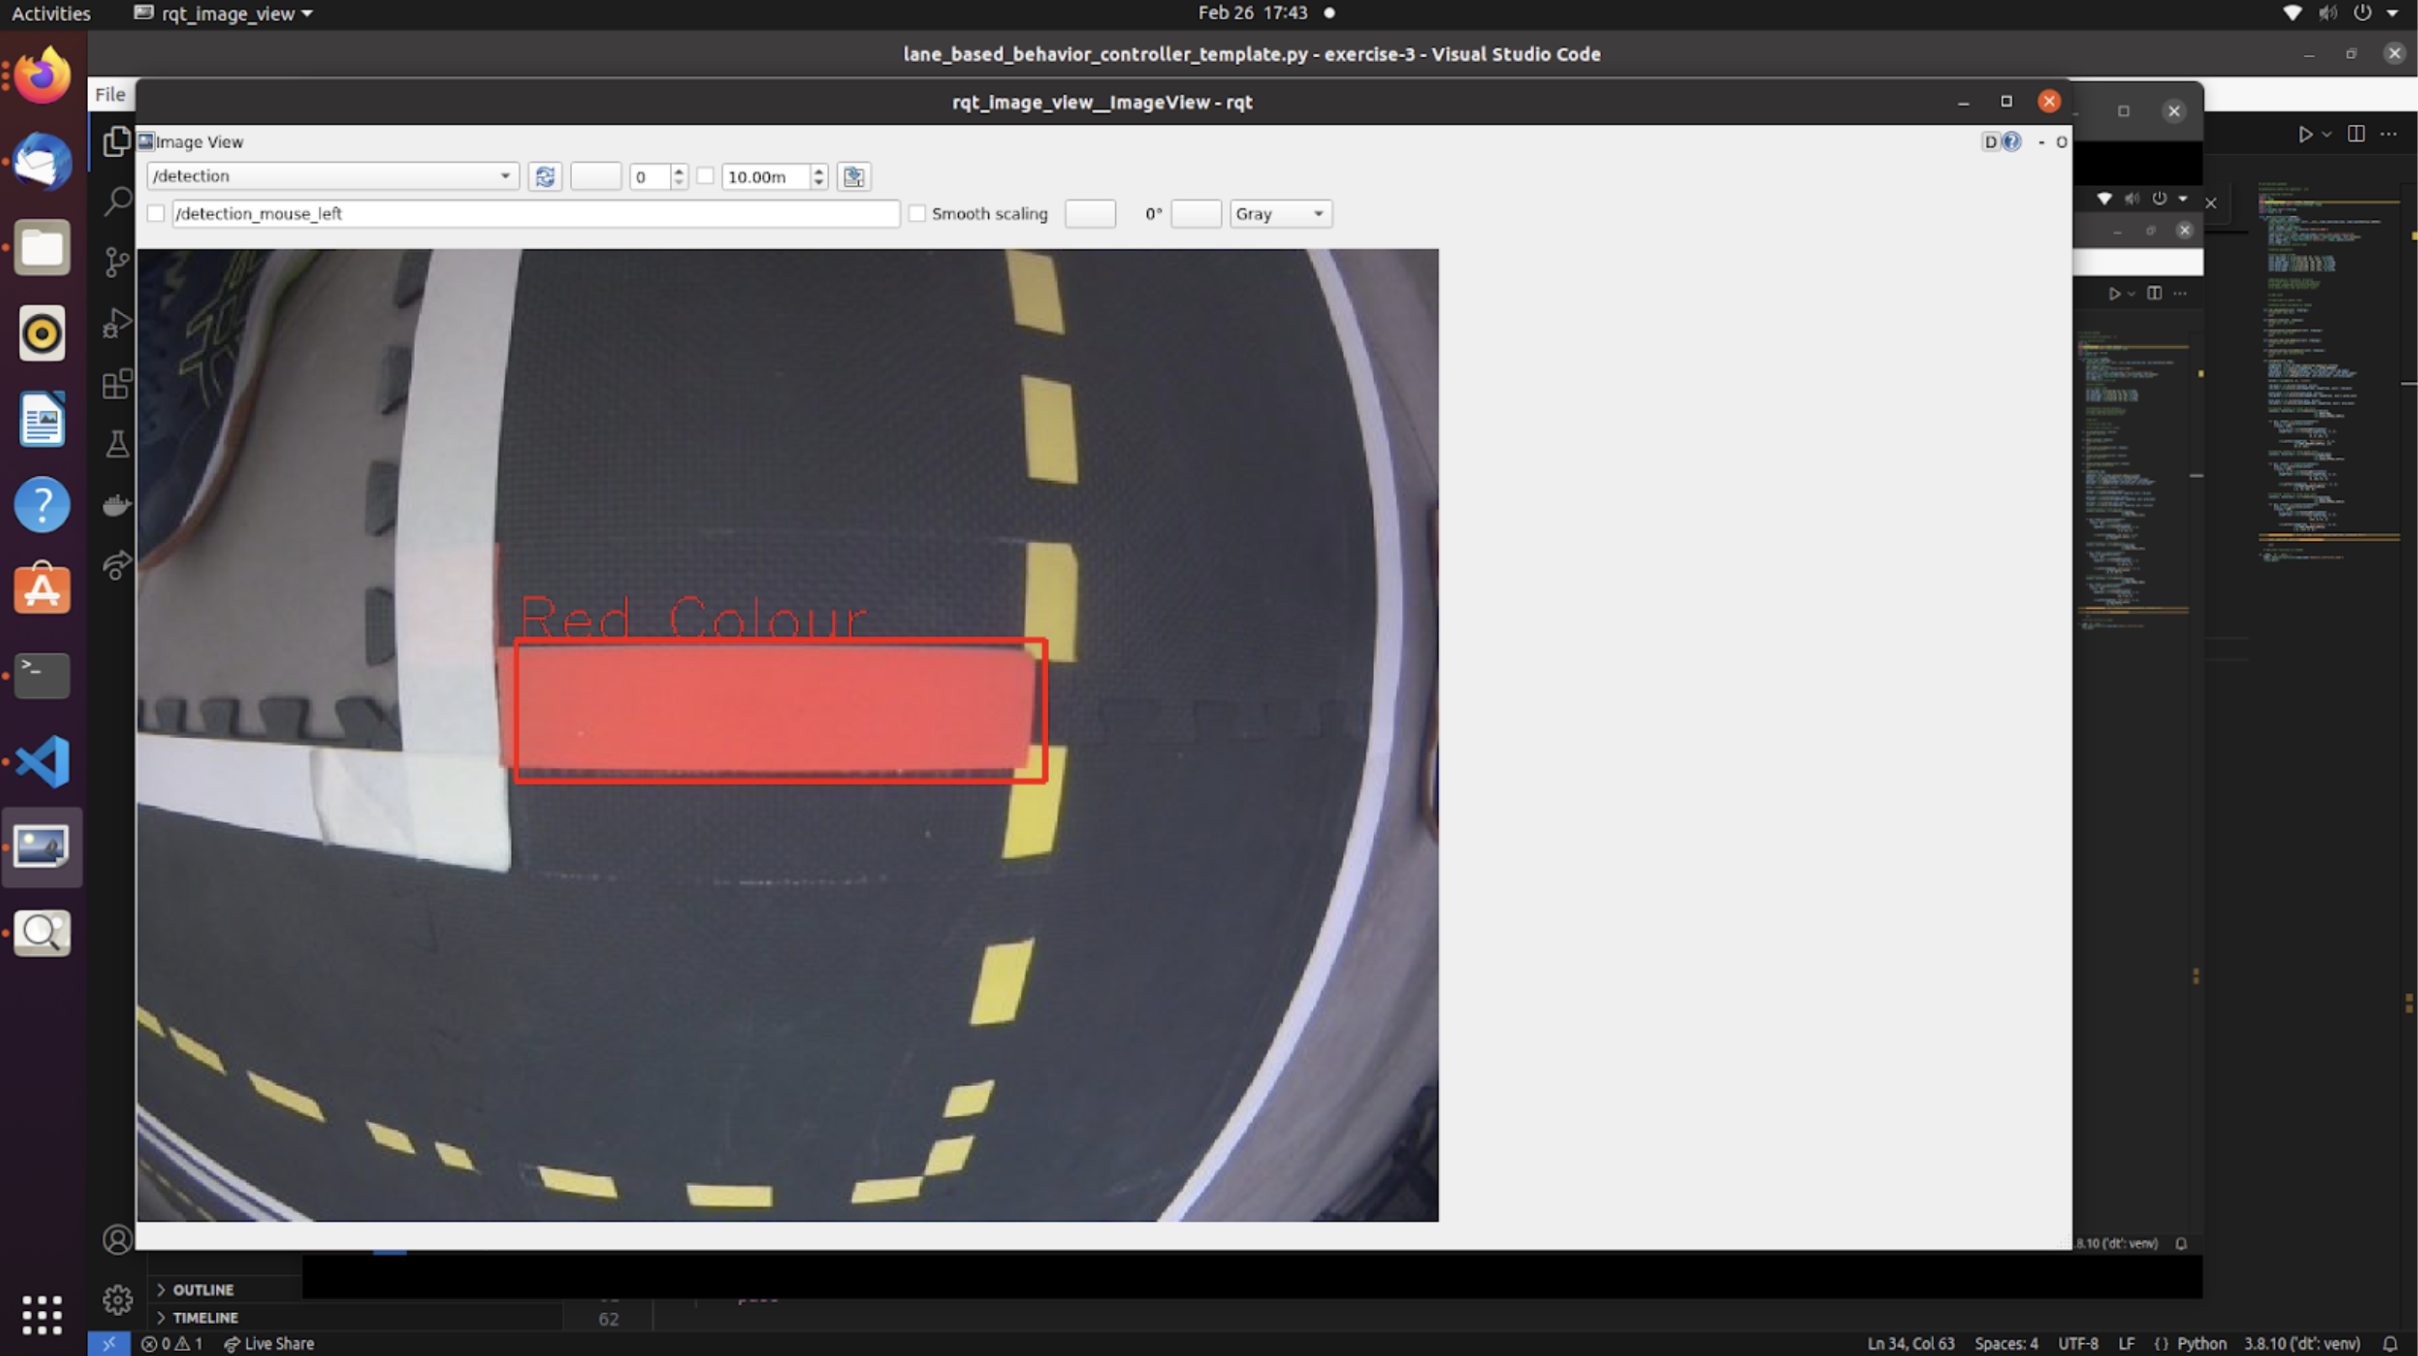 Activities rqt_image_view Feb 26 17:43
lane_based_behavior_controller_template.py - exercise-3 - Visual Studio Code
File
rqt_image_view__ImageView - rqt
Image View
D - O
/detection 0 10.00m
/detection_mouse_left Smooth scaling 0° Gray
Red Colour
.8.10 ('dt': venv)
OUTLINE
TIMELINE
62
0 1 Live Share Ln 34, Col 63 Spaces: 4 UTF-8 LF {} Python 3.8.10 ('dt': venv)